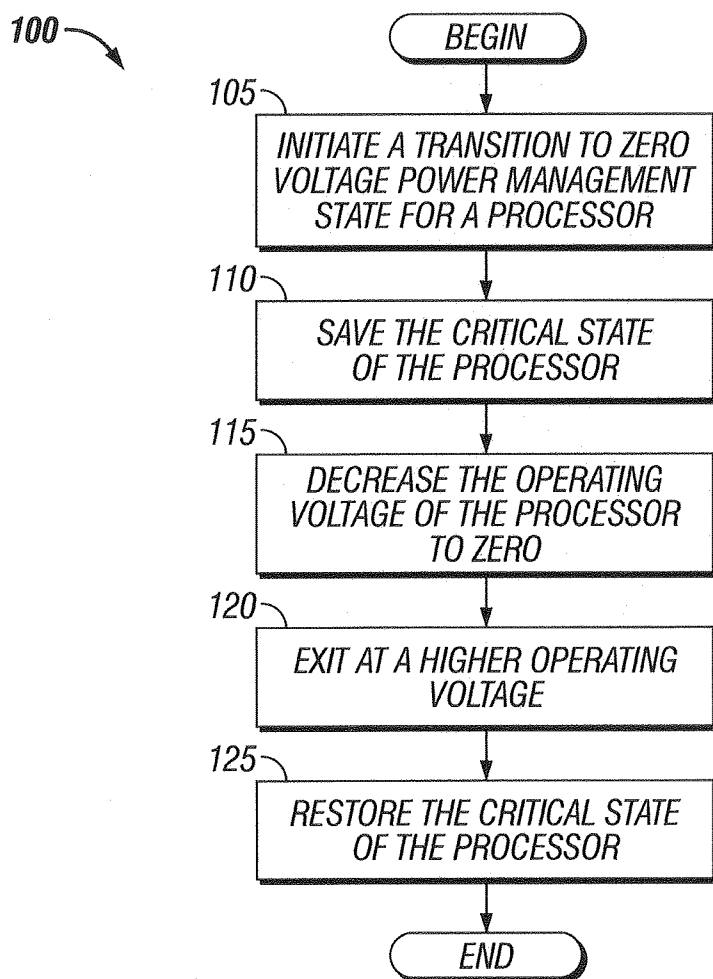 100
BEGIN
105
INITIATE A TRANSITION TO ZERO
VOLTAGE POWER MANAGEMENT
STATE FOR A PROCESSOR
110
SAVE THE CRITICAL STATE
OF THE PROCESSOR
115
DECREASE THE OPERATING
VOLTAGE OF THE PROCESSOR
TO ZERO
120
EXIT AT A HIGHER OPERATING
VOLTAGE
125
RESTORE THE CRITICAL STATE
OF THE PROCESSOR
END